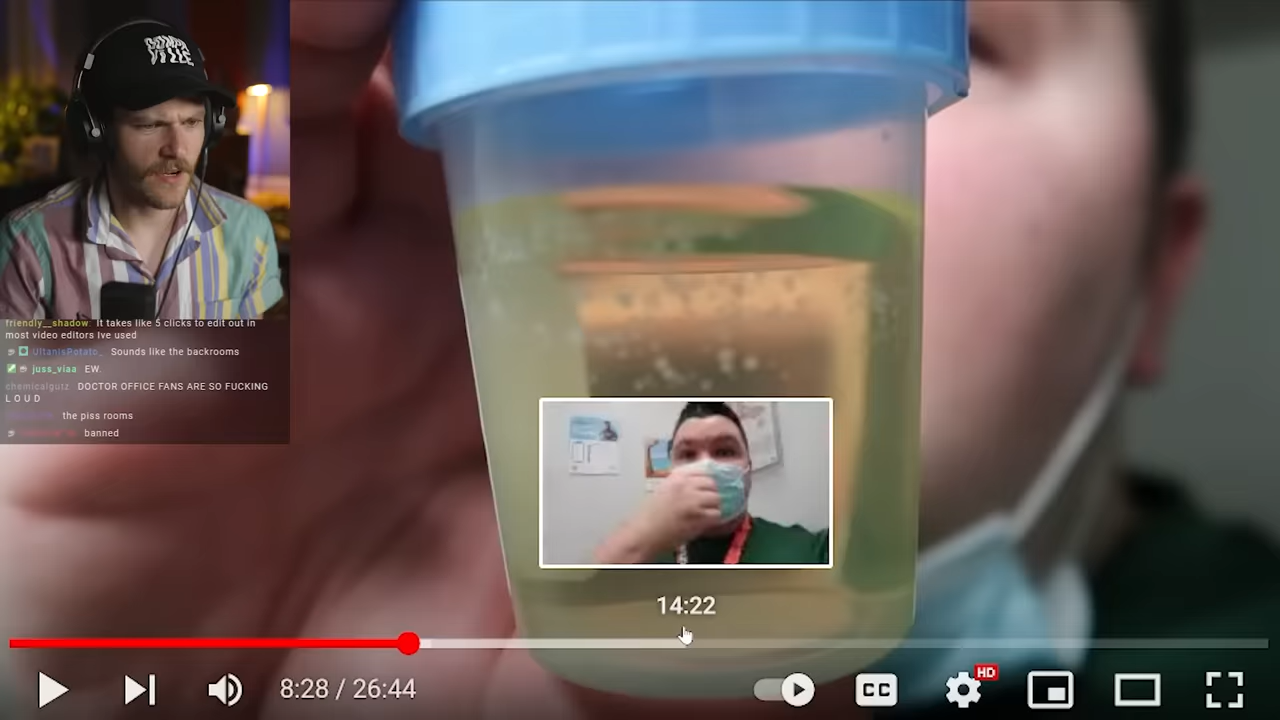 friendly__shadow: It takes like 5 clicks to edit out in
most video editors Ive used
UltanisPotato_ Sounds like the backrooms
juss_viaa EW.
chemicalgutz DOCTOR OFFICE FANS ARE SO FUCKING
L O U D
the piss rooms
banned
14:22
8:28 / 26:44
CC
HD